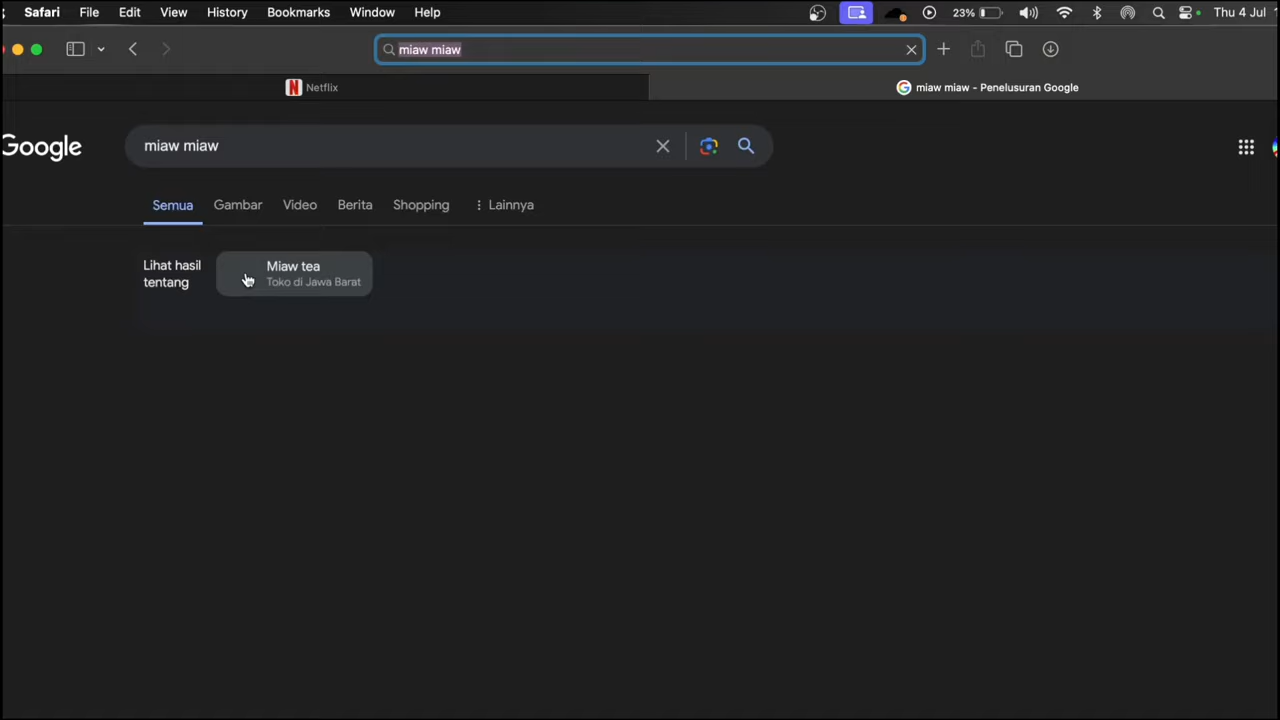 Safari File Edit View History Bookmarks Window Help 23% Thu 4 Jul
miaw miaw
Netflix
miaw miaw - Penelusuran Google
Google
miaw miaw
Semua Gambar Video Berita Shopping Lainnya
Lihat hasil
tentang
Miaw tea
Toko di Jawa Barat